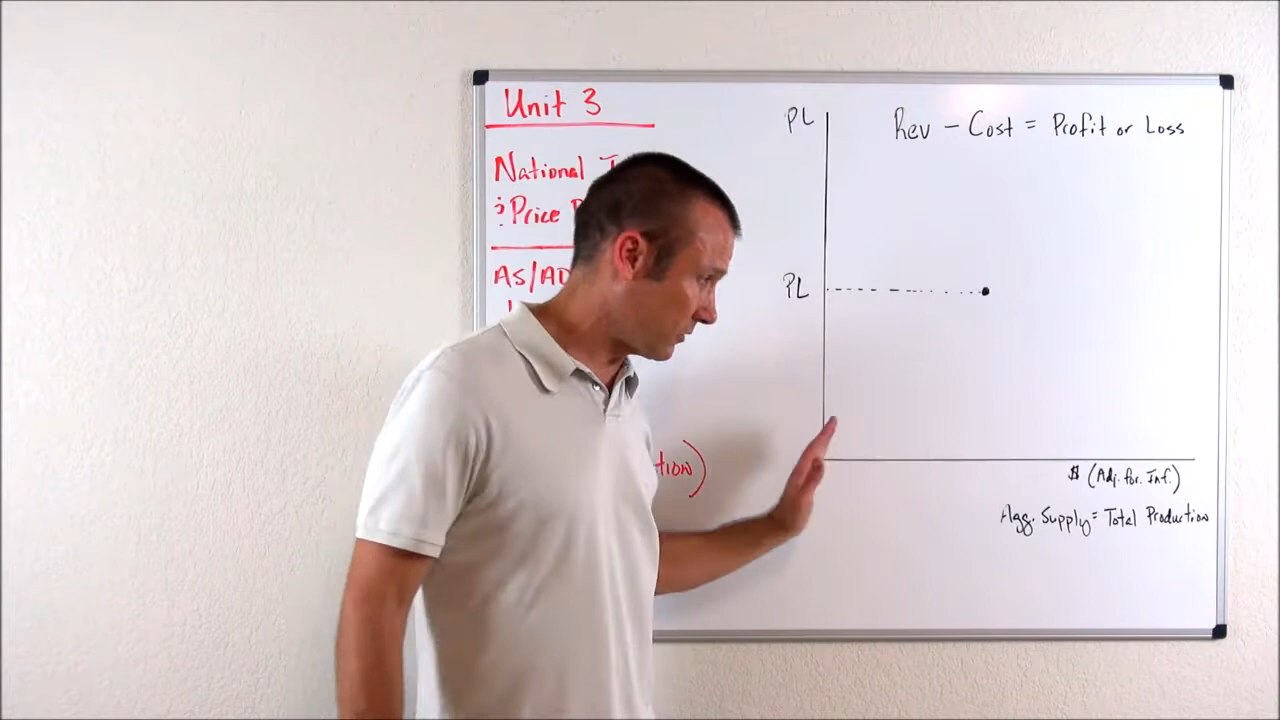 Unit 3
National
& Price
AS/AD
tion)
PL
Rev - Cost = Profit or Loss
PL
$ (Adj. for. Inf.)
Agg. Supply = Total Production